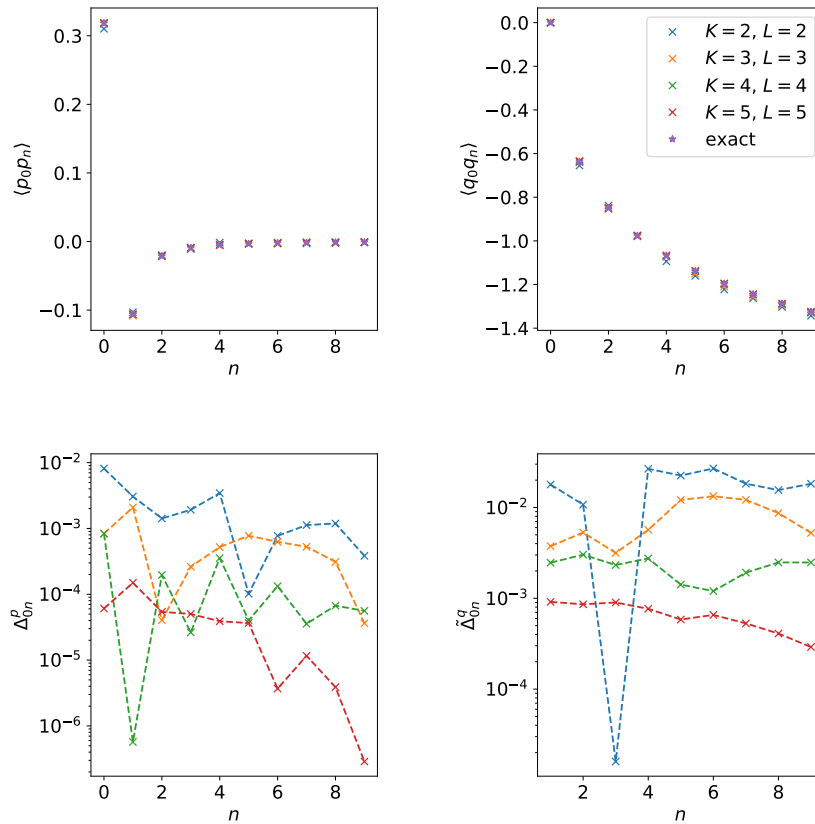 0.3
0.2
0.1
0.0
−0.1
⟨p₀pₙ⟩
0 2 4 6 8
n
0.0
−0.2
−0.4
−0.6
−0.8
−1.0
−1.2
−1.4
⟨q₀qₙ⟩
0 2 4 6 8
n
K = 2, L = 2
K = 3, L = 3
K = 4, L = 4
K = 5, L = 5
exact
10⁻²
10⁻³
10⁻⁴
10⁻⁵
10⁻⁶
Δᵖ₀ₙ
0 2 4 6 8
n
10⁻²
10⁻³
10⁻⁴
Δ̃^q₀ₙ
2 4 6 8
n